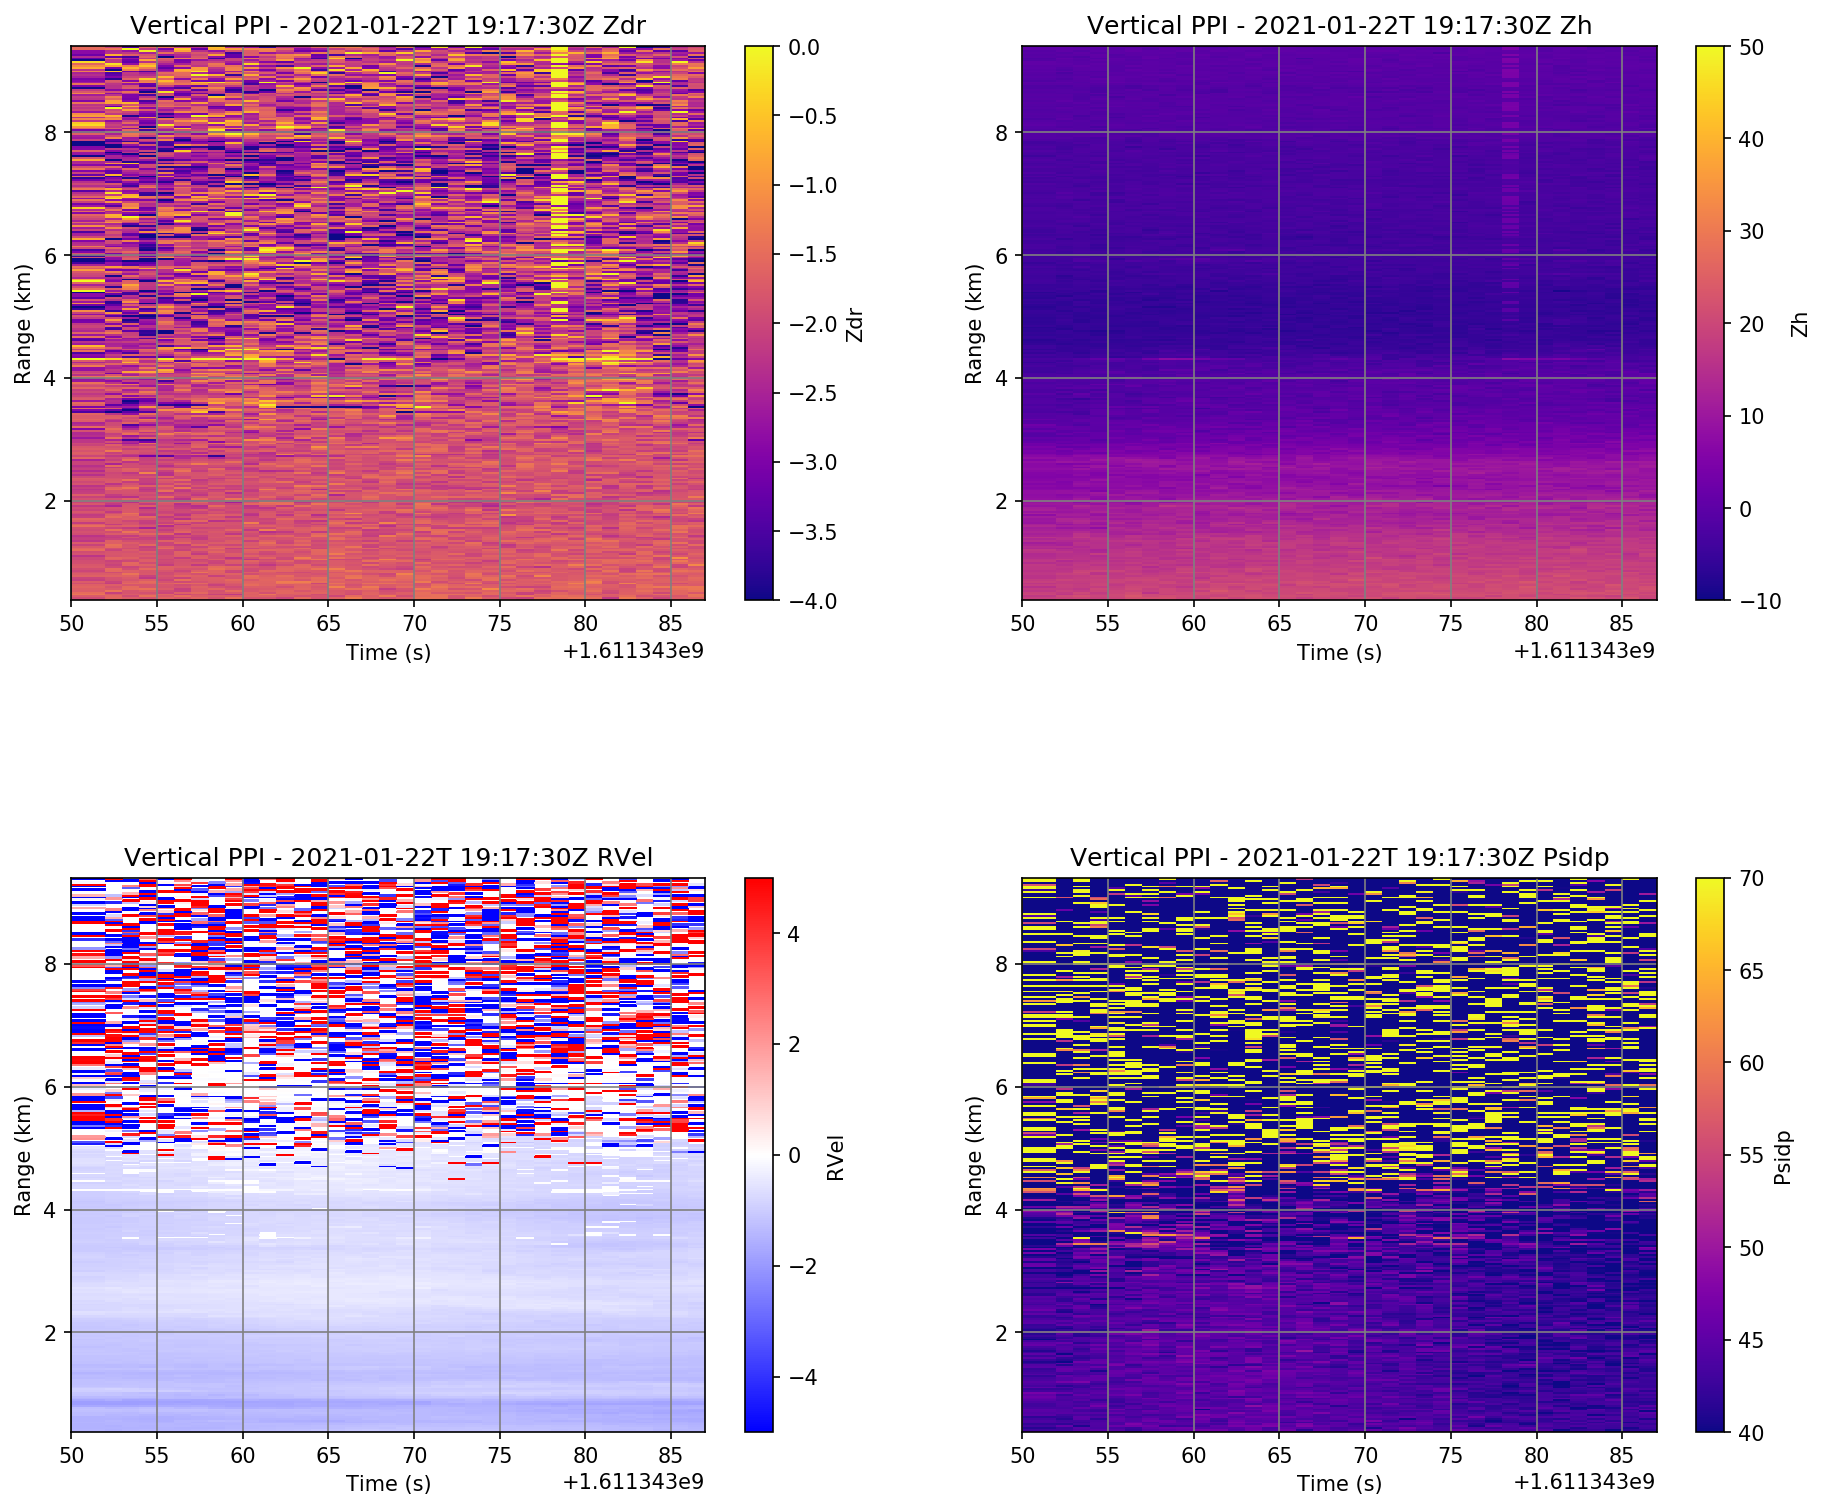 Vertical PPI - 2021-01-22T 19:17:30Z Zdr
Range (km)
8
6
4
2
50 55 60 65 70 75 80 85
Time (s)
+1.611343e9
0.0
−0.5
−1.0
−1.5
−2.0
−2.5
−3.0
−3.5
−4.0
Zdr
Vertical PPI - 2021-01-22T 19:17:30Z Zh
Range (km)
8
6
4
2
50 55 60 65 70 75 80 85
Time (s)
+1.611343e9
50
40
30
20
10
0
−10
Zh
Vertical PPI - 2021-01-22T 19:17:30Z RVel
Range (km)
8
6
4
2
50 55 60 65 70 75 80 85
Time (s)
+1.611343e9
4
2
0
−2
−4
RVel
Vertical PPI - 2021-01-22T 19:17:30Z Psidp
Range (km)
8
6
4
2
50 55 60 65 70 75 80 85
Time (s)
+1.611343e9
70
65
60
55
50
45
40
Psidp